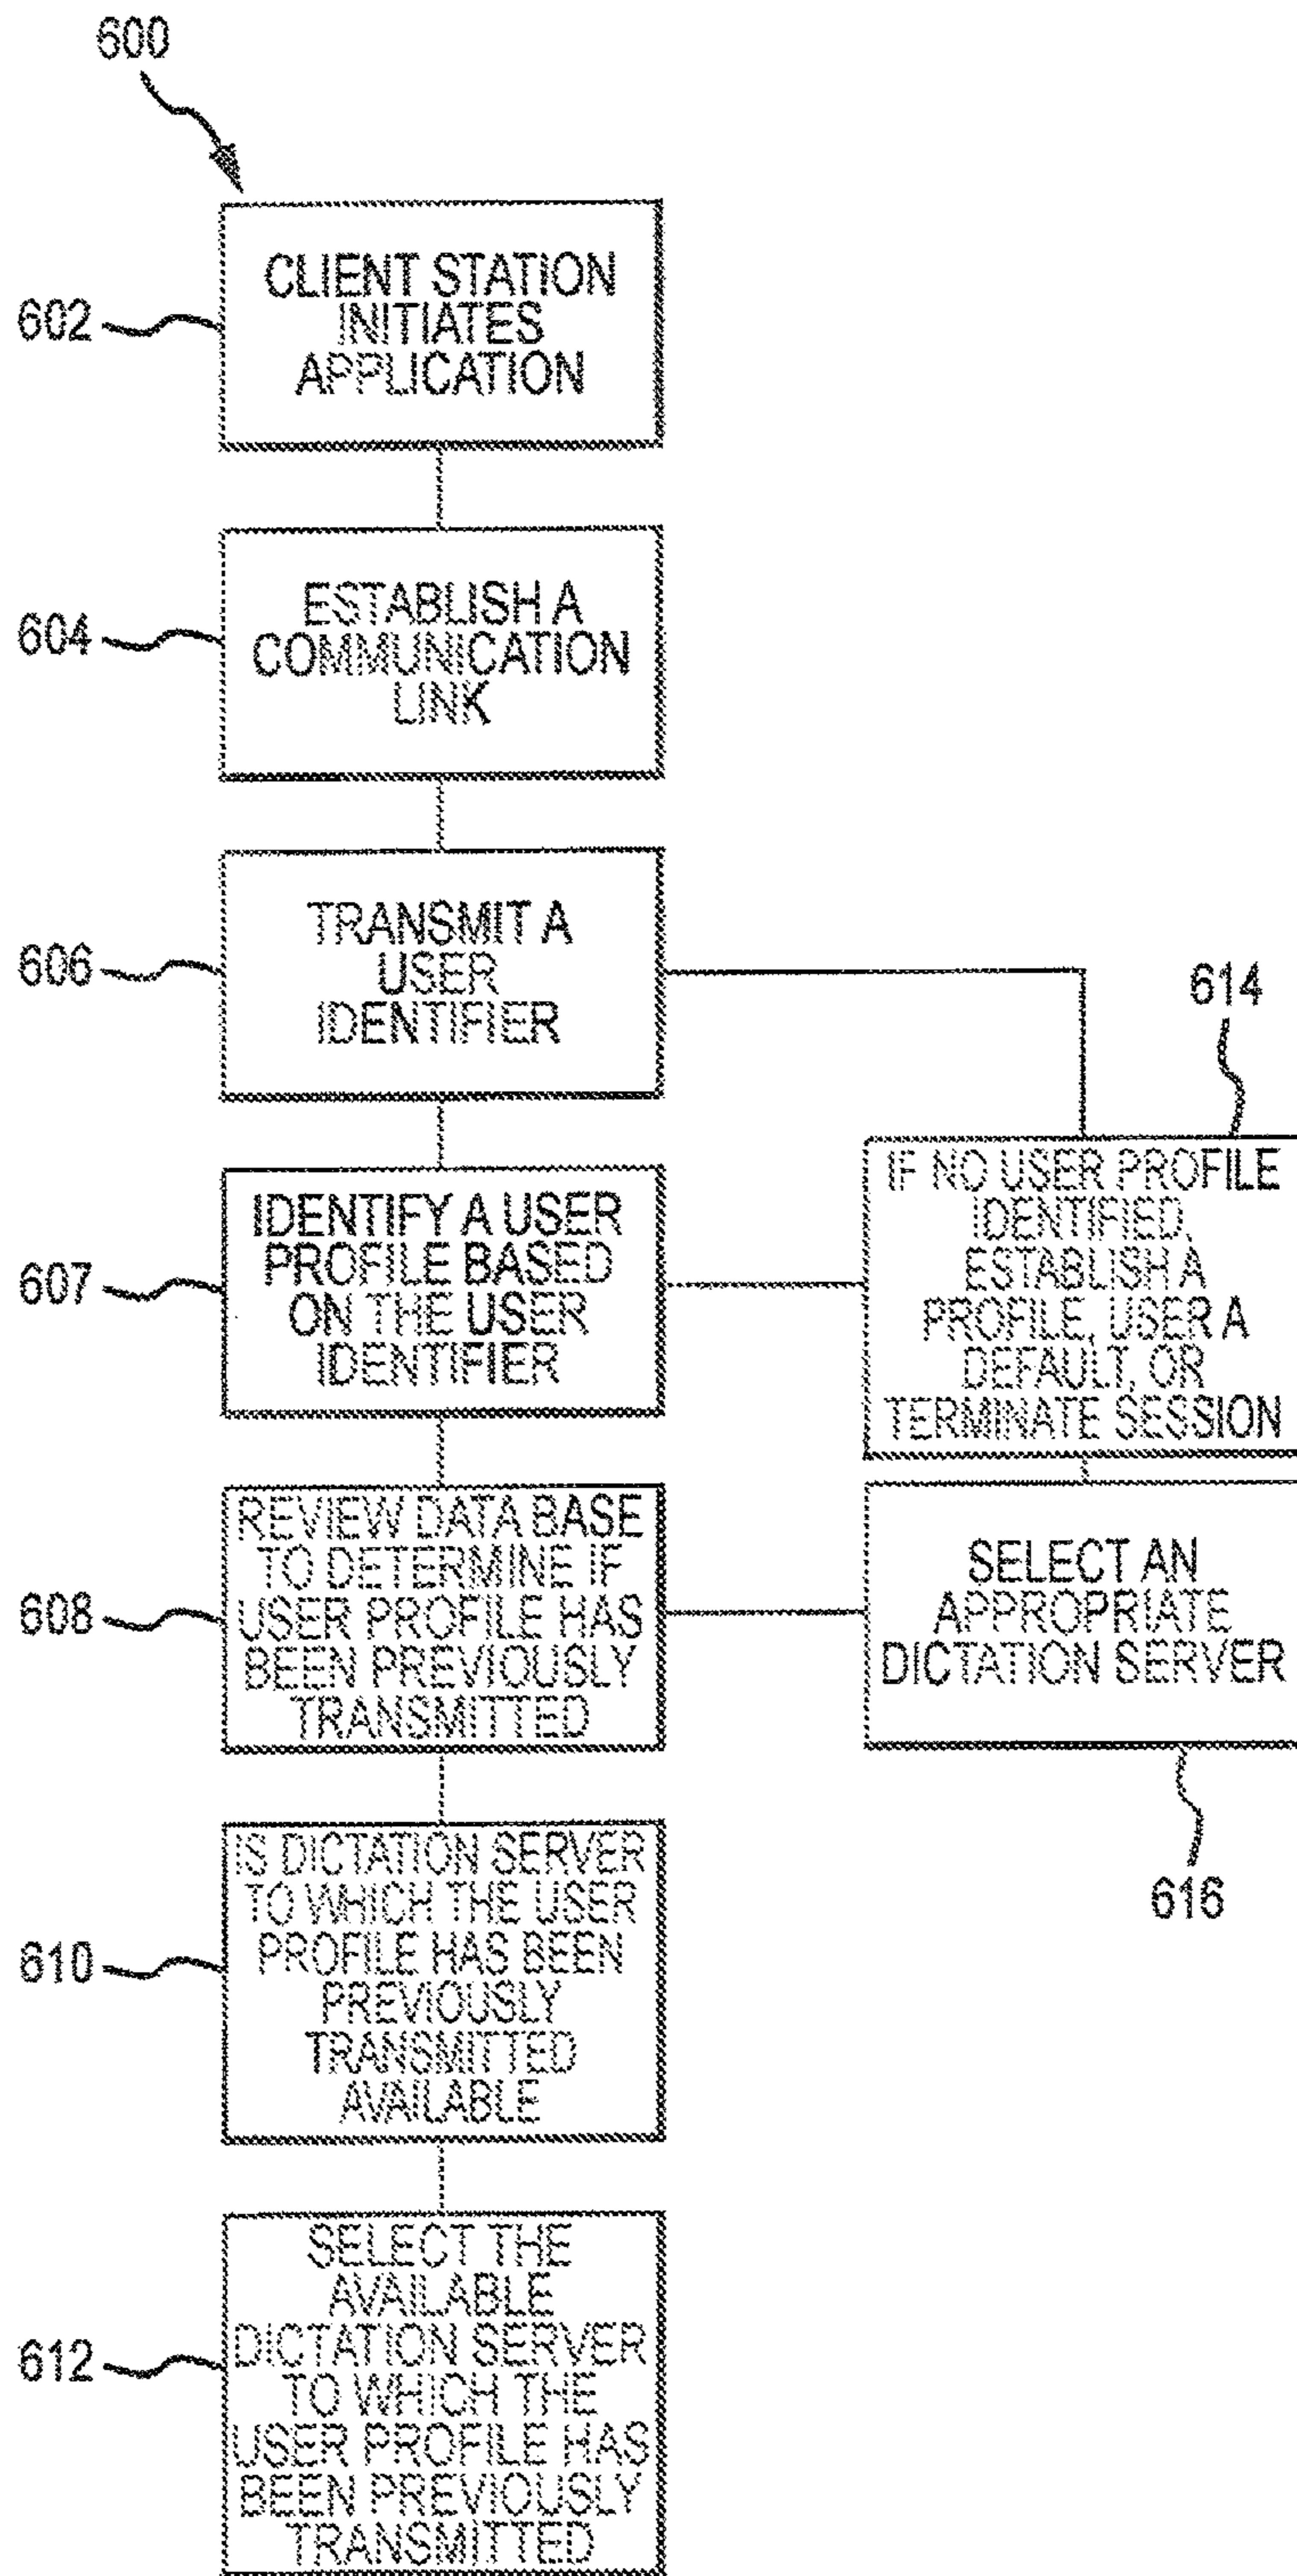 600
602
CLIENT STATION
INITIATES
APPLICATION
604
ESTABLISH A
COMMUNICATION
LINK
606
TRANSMIT A
USER
IDENTIFIER
607
IDENTIFY A USER
PROFILE BASED
ON THE USER
IDENTIFIER
614
IF NO USER PROFILE
IDENTIFIED,
ESTABLISH A
PROFILE, USER A
DEFAULT, OR
TERMINATE SESSION
608
REVIEW DATA BASE
TO DETERMINE IF
USER PROFILE HAS
BEEN PREVIOUSLY
TRANSMITTED
SELECT AN
APPROPRIATE
DICTATION SERVER
616
610
IS DICTATION SERVER
TO WHICH THE USER
PROFILE HAS BEEN
PREVIOUSLY
TRANSMITTED
AVAILABLE
612
SELECT THE
AVAILABLE
DICTATION SERVER
TO WHICH THE
USER PROFILE HAS
BEEN PREVIOUSLY
TRANSMITTED